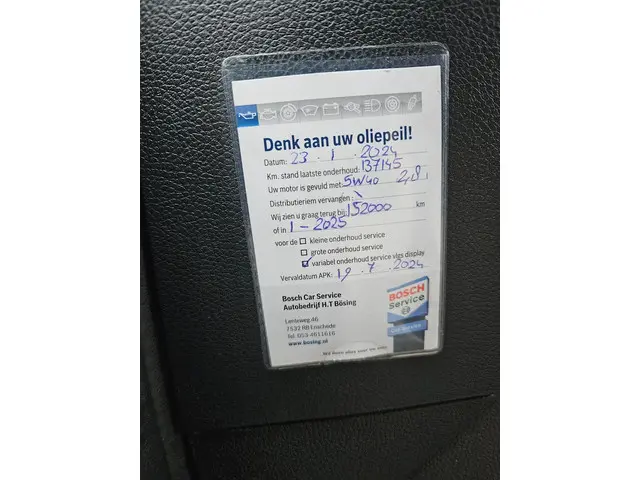 Denk aan uw oliepeil!
Datum: 23 . 1 . 2024
Km. stand laatste onderhoud: 137145
Uw motor is gevuld met: 5W40 2,8 l
Distributieriem vervangen: \
Wij zien u graag terug bij: 152000 km
of in 1 - 2025
voor de kleine onderhoud service
grote onderhoud service
variabel onderhoud service vlgs display
Vervaldatum APK: 19 . 7 . 2024
Bosch Car Service
Autobedrijf H.T Bösing
Lenteweg 46
7532 RB Enschede
Tel: 053-4611616
www.bosing.nl
BOSCH
Service